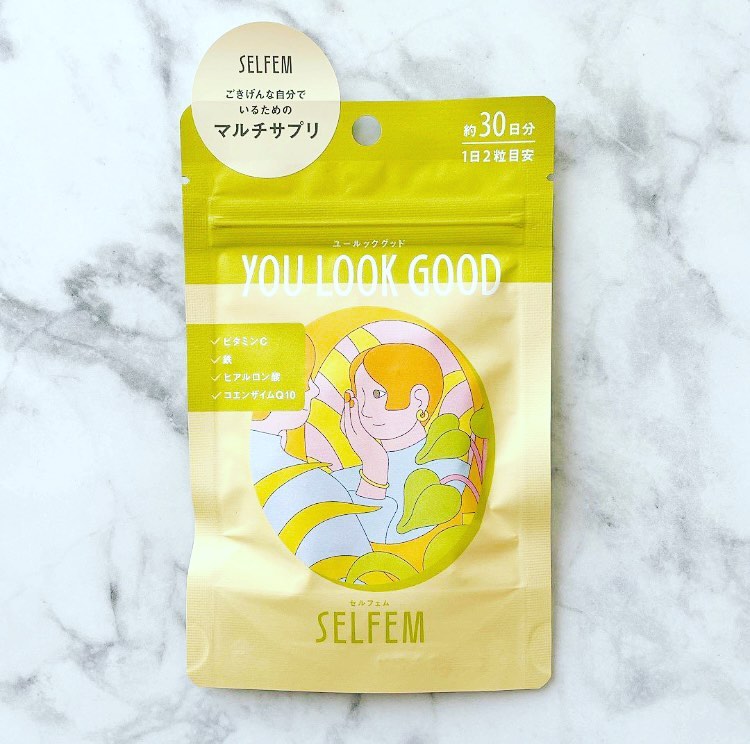 SELFEM
ごきげんな自分で
いるための
マルチサプリ
約30日分
1日2粒目安
ユールックグッド
YOU LOOK GOOD
✓ビタミンC
✓鉄
✓ヒアルロン酸
✓コエンザイムQ10
セルフェム
SELFEM